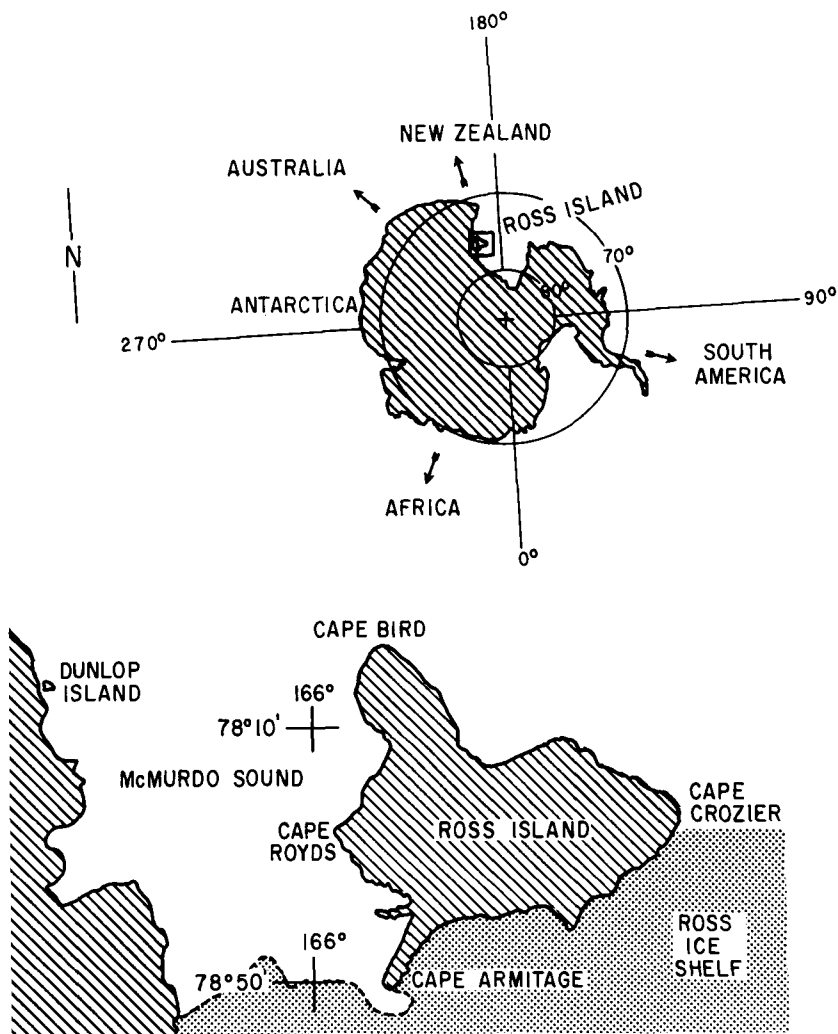 180°
NEW ZEALAND
AUSTRALIA
ROSS ISLAND
N
70°
80°
ANTARCTICA
90°
270°
SOUTH
AMERICA
AFRICA
0°
CAPE BIRD
DUNLOP
ISLAND
166°
78°10'
McMURDO SOUND
CAPE
CROZIER
CAPE
ROYDS
ROSS ISLAND
ROSS
ICE
SHELF
166°
78°50'
CAPE ARMITAGE